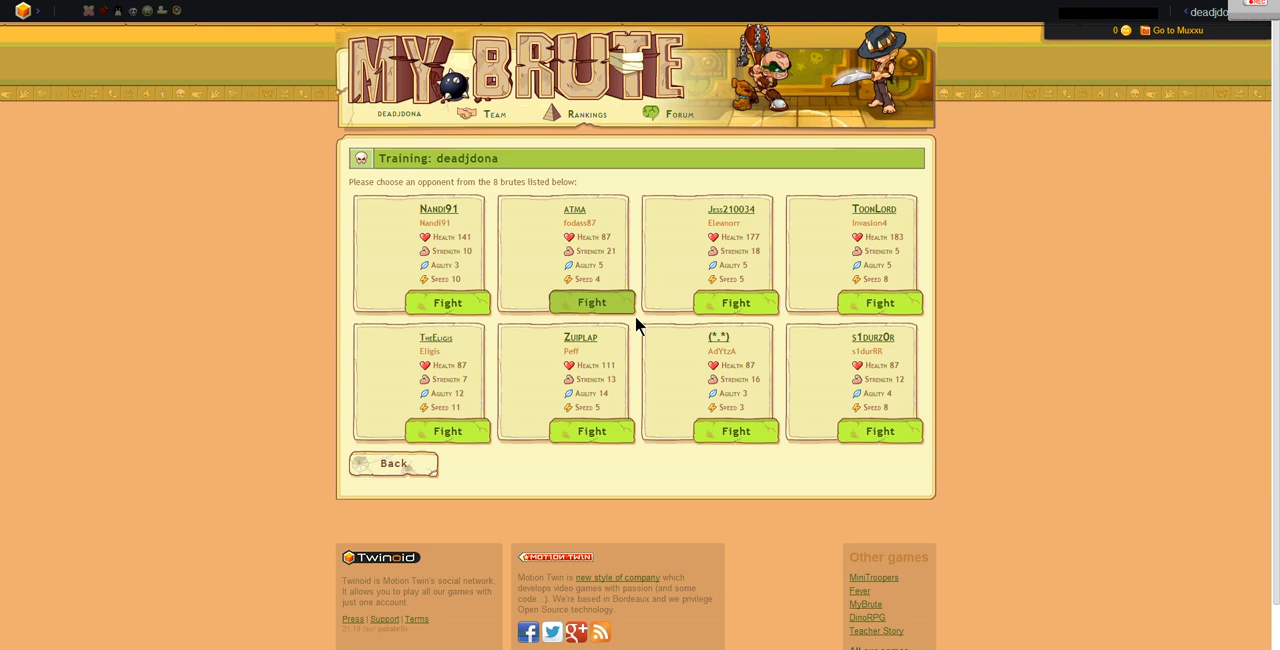 deadjdo
REC
0 Go to Muxxu
MY BRUTE
DEADJDONA TEAM RANKINGS FORUM
Training: deadjdona
Please choose an opponent from the 8 brutes listed below:
NANDI91
Nandi91
HEALTH 141
STRENGTH 10
AGILITY 3
SPEED 10
Fight
ATMA
fodass87
HEALTH 87
STRENGTH 21
AGILITY 5
SPEED 4
Fight
JESS210034
Eleanorr
HEALTH 177
STRENGTH 18
AGILITY 5
SPEED 5
Fight
TOONLORD
Invasion4
HEALTH 183
STRENGTH 5
AGILITY 5
SPEED 8
Fight
THEELIGIS
Eligis
HEALTH 87
STRENGTH 7
AGILITY 12
SPEED 11
Fight
ZUIPLAP
Peff
HEALTH 111
STRENGTH 13
AGILITY 14
SPEED 5
Fight
(*.*)
AdYtzA
HEALTH 87
STRENGTH 16
AGILITY 3
SPEED 3
Fight
S1DURZ0R
s1durRR
HEALTH 87
STRENGTH 12
AGILITY 4
SPEED 8
Fight
Back
Twinoid
Twinoid is Motion Twin's social network.
It allows you to play all our games with
just one account.
Press | Support | Terms
MOTION TWIN
Motion Twin is new style of company which
develops video games with passion (and some
code...). We're based in Bordeaux and we privilege
Open Source technology.
Other games
MiniTroopers
Fever
MyBrute
DinoRPG
Teacher Story
All our games